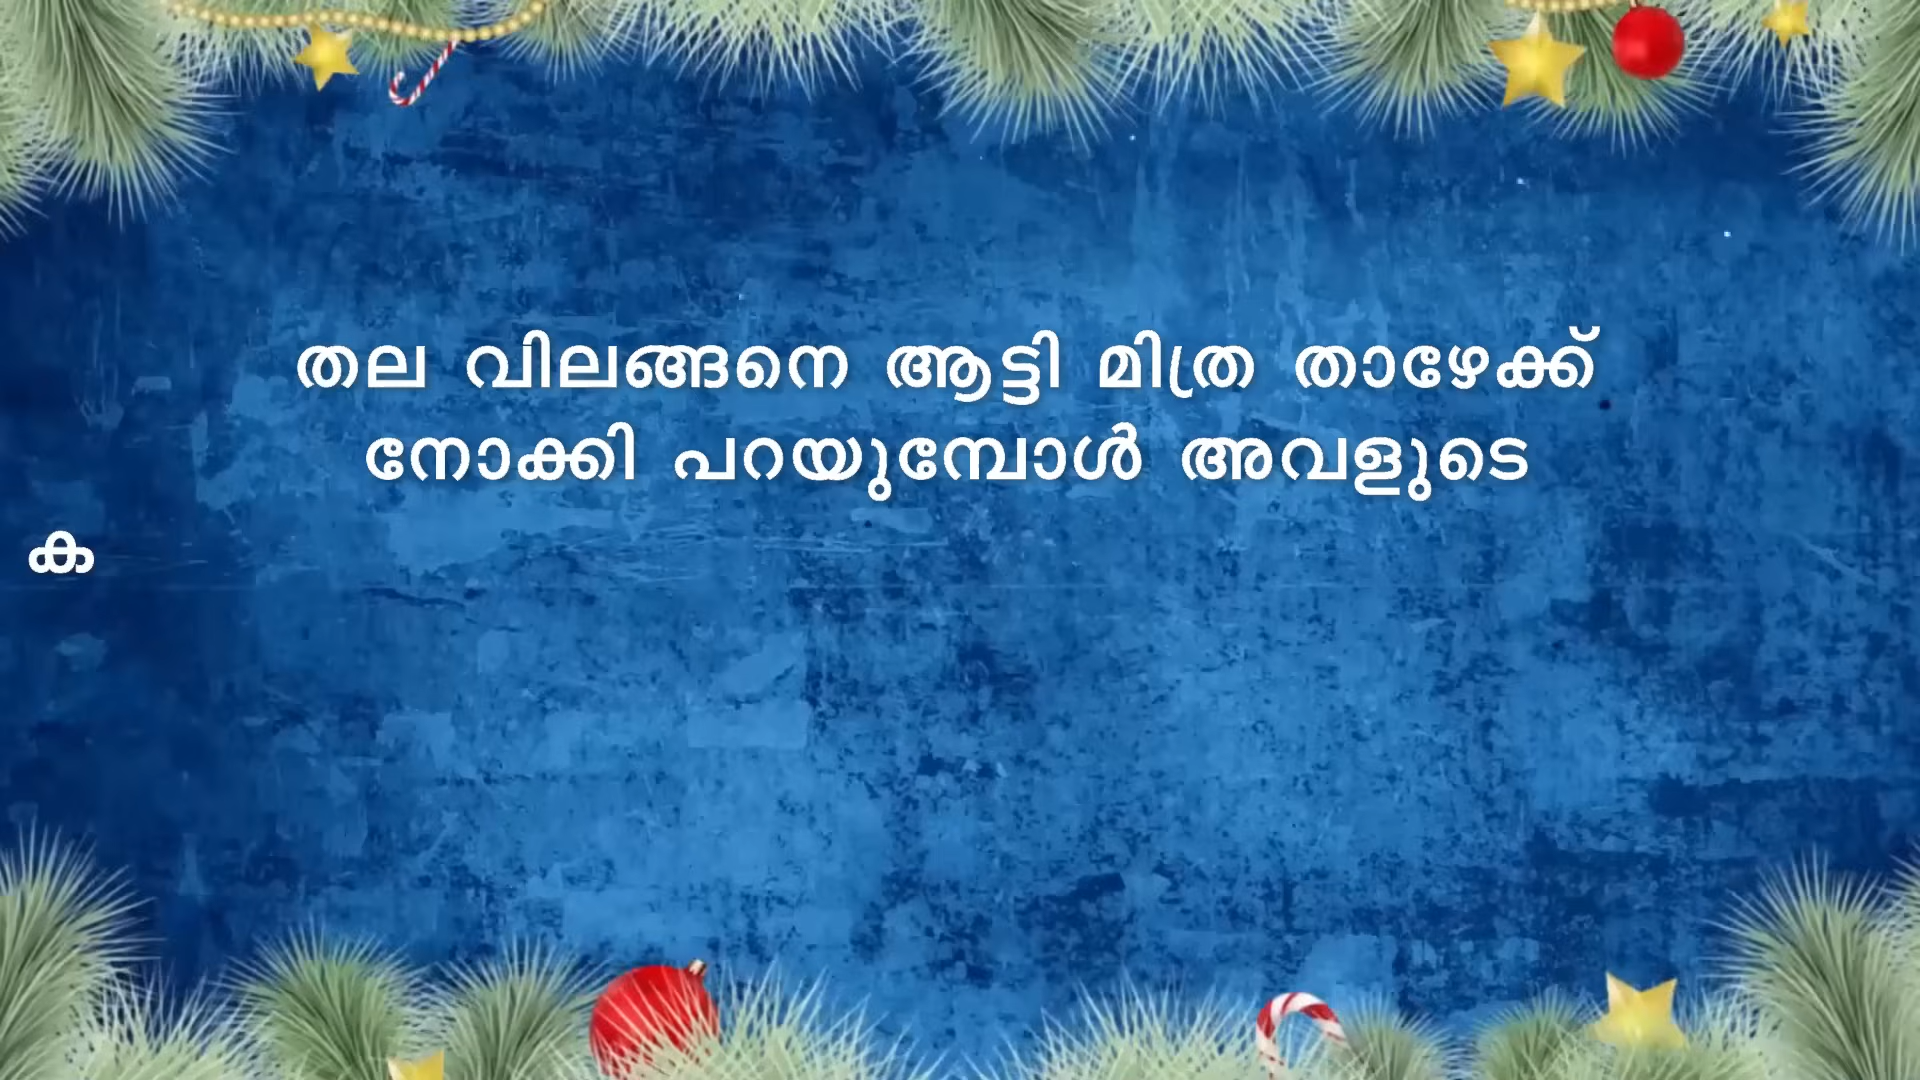 തല വിലങ്ങനെ ആട്ടി മിത്ര താഴേക്ക്
നോക്കി പറയുമ്പോൾ അവളുടെ
ക